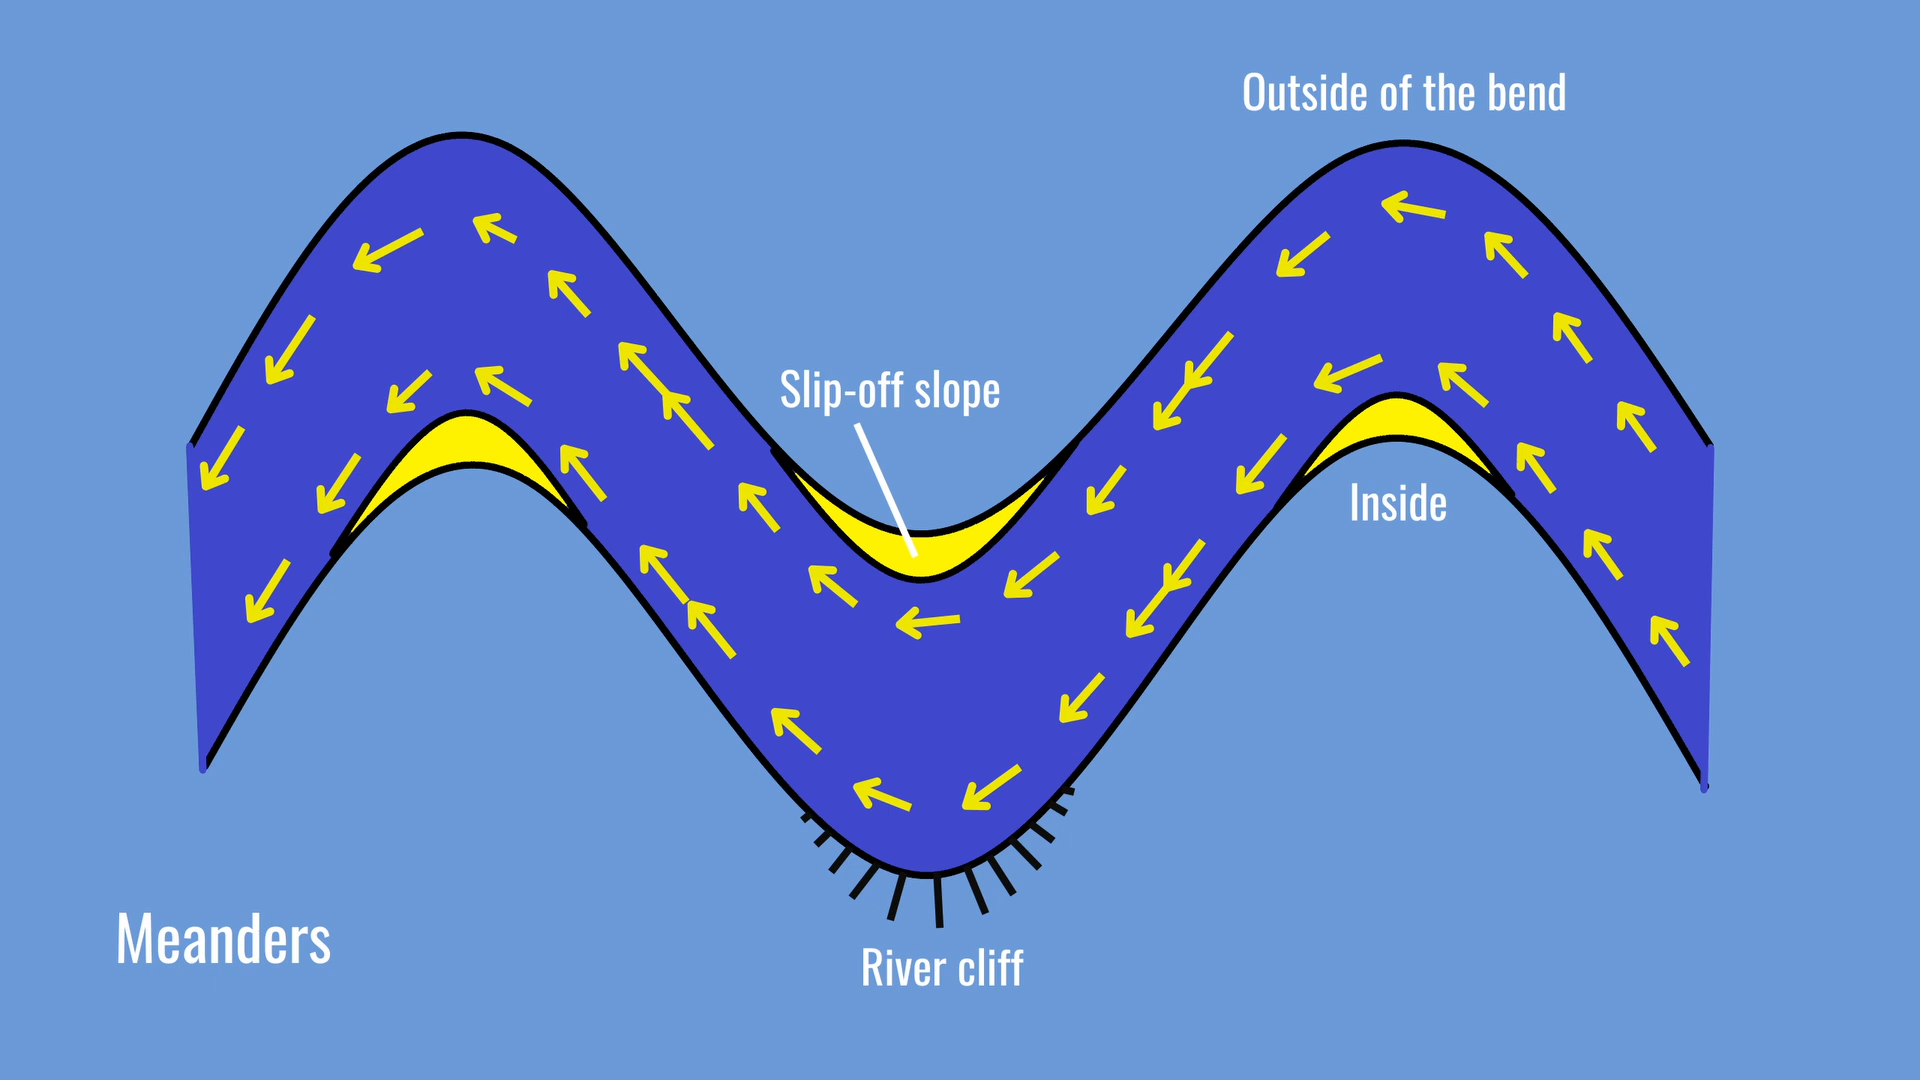 Outside of the bend
Slip-off slope
Inside
Meanders
River cliff